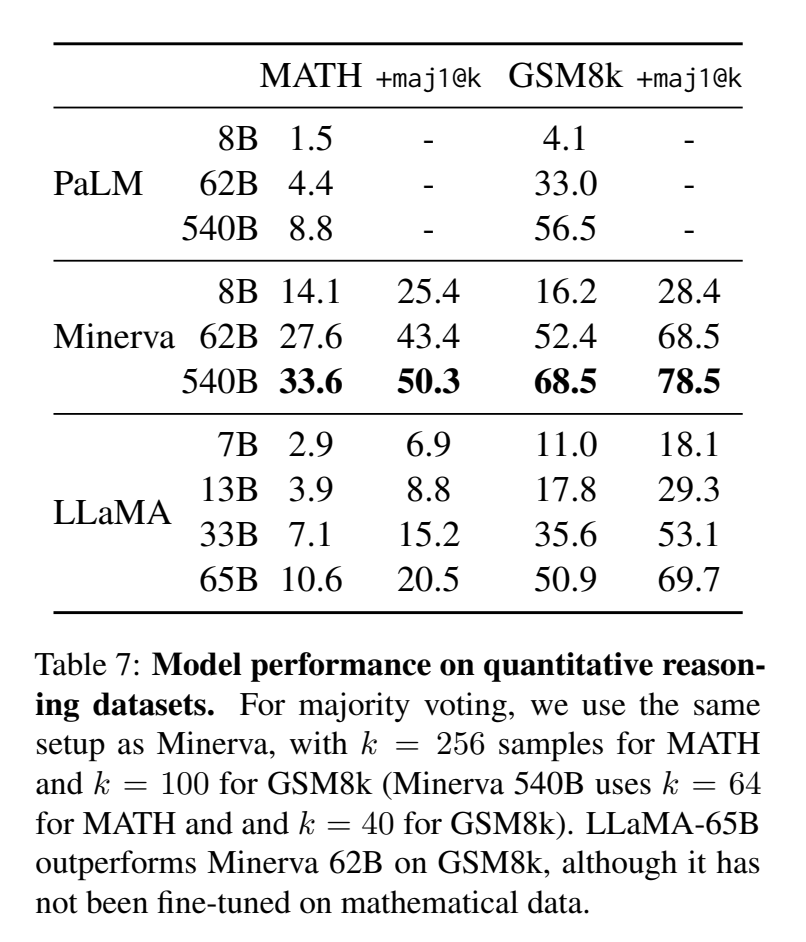 MATH +maj1@k GSM8k +maj1@k
8B 1.5 - 4.1 -
PaLM 62B 4.4 - 33.0 -
540B 8.8 - 56.5 -
8B 14.1 25.4 16.2 28.4
Minerva 62B 27.6 43.4 52.4 68.5
540B 33.6 50.3 68.5 78.5
7B 2.9 6.9 11.0 18.1
13B 3.9 8.8 17.8 29.3
LLaMA
33B 7.1 15.2 35.6 53.1
65B 10.6 20.5 50.9 69.7
Table 7: Model performance on quantitative reason-
ing datasets. For majority voting, we use the same
setup as Minerva, with k = 256 samples for MATH
and k = 100 for GSM8k (Minerva 540B uses k = 64
for MATH and and k = 40 for GSM8k). LLaMA-65B
outperforms Minerva 62B on GSM8k, although it has
not been fine-tuned on mathematical data.